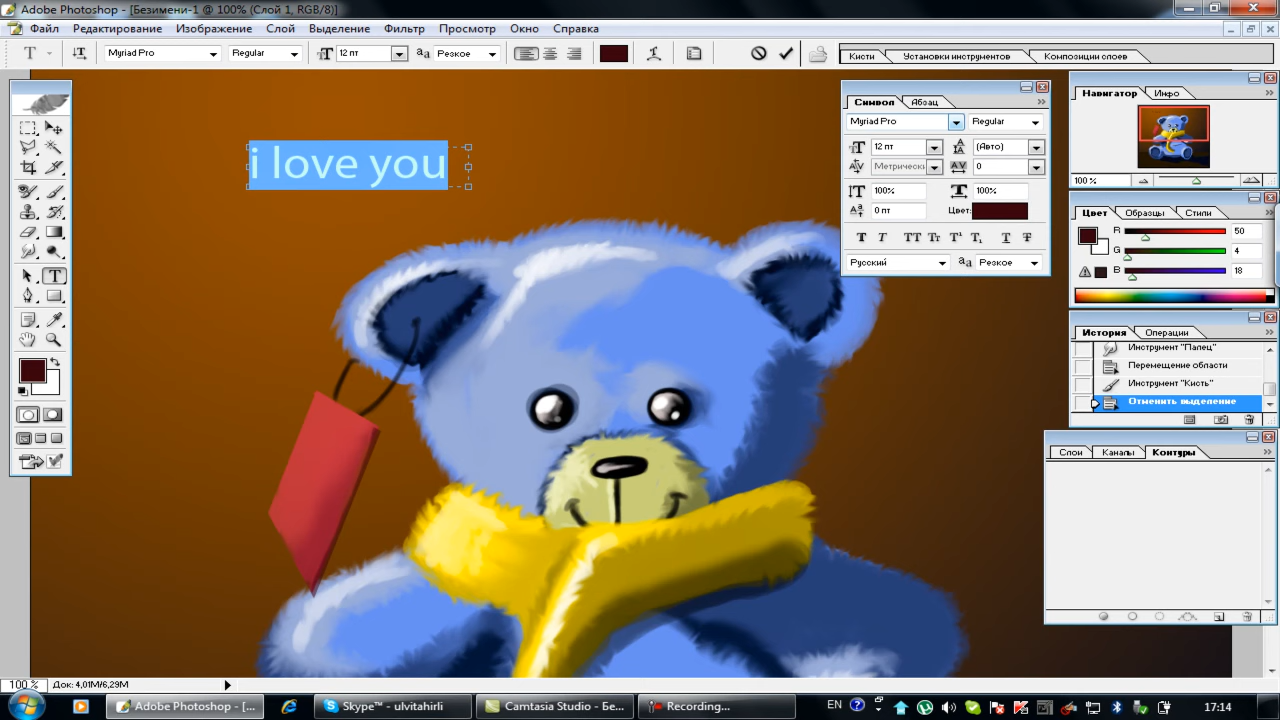 Adobe Photoshop - [Безимени-1 @ 100% (Слой 1, RGB/8)]
Файл Редактирование Изображение Слой Выделение Фильтр Просмотр Окно Справка
T Myriad Pro Regular 12 пт Резкое Кисти Установки инструментов Композиции слоев
i love you
Символ Абзац
Myriad Pro Regular
12 пт (Авто)
Метрически 0
100% 100%
0 пт Цвет:
Русский Резкое
Навигатор Инфо
100 %
Цвет Образцы Стили
R 50
G 4
B 18
История Операции
Инструмент "Палец"
Перемещение области
Инструмент "Кисть"
Отменить выделение
Слои Каналы Контуры
100 % Док: 4,01M/6,29M
Adobe Photoshop - [... Skype™ - ulvitahirli Camtasia Studio - Бе... Recording... EN 17:14